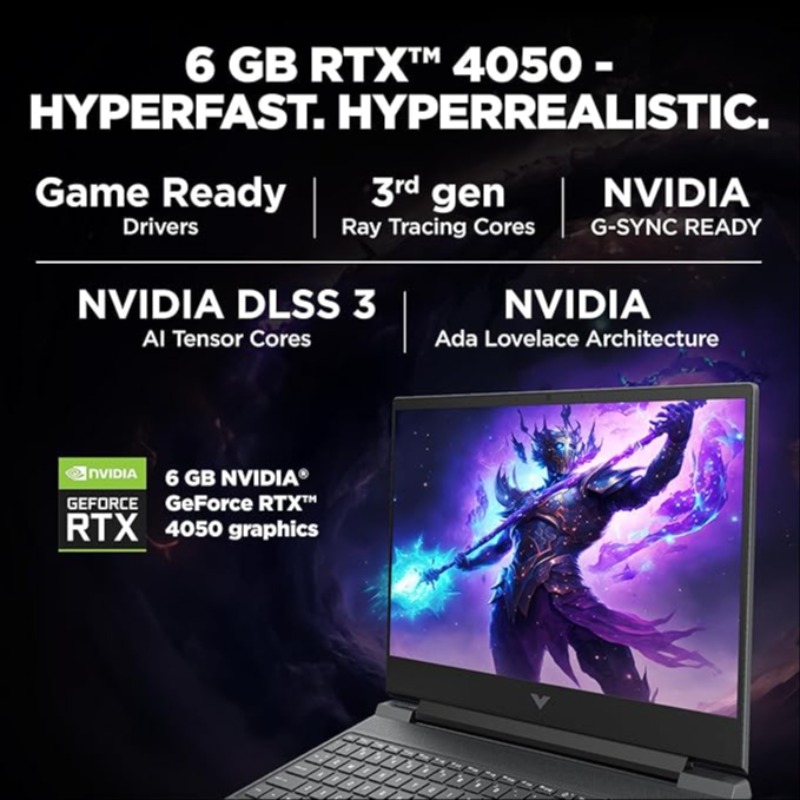 6 GB RTX™ 4050 -
HYPERFAST. HYPERREALISTIC.
Game Ready
Drivers
3rd gen
Ray Tracing Cores
NVIDIA
G-SYNC READY
NVIDIA DLSS 3
AI Tensor Cores
NVIDIA
Ada Lovelace Architecture
NVIDIA
GEFORCE
RTX
6 GB NVIDIA®
GeForce RTX™
4050 graphics